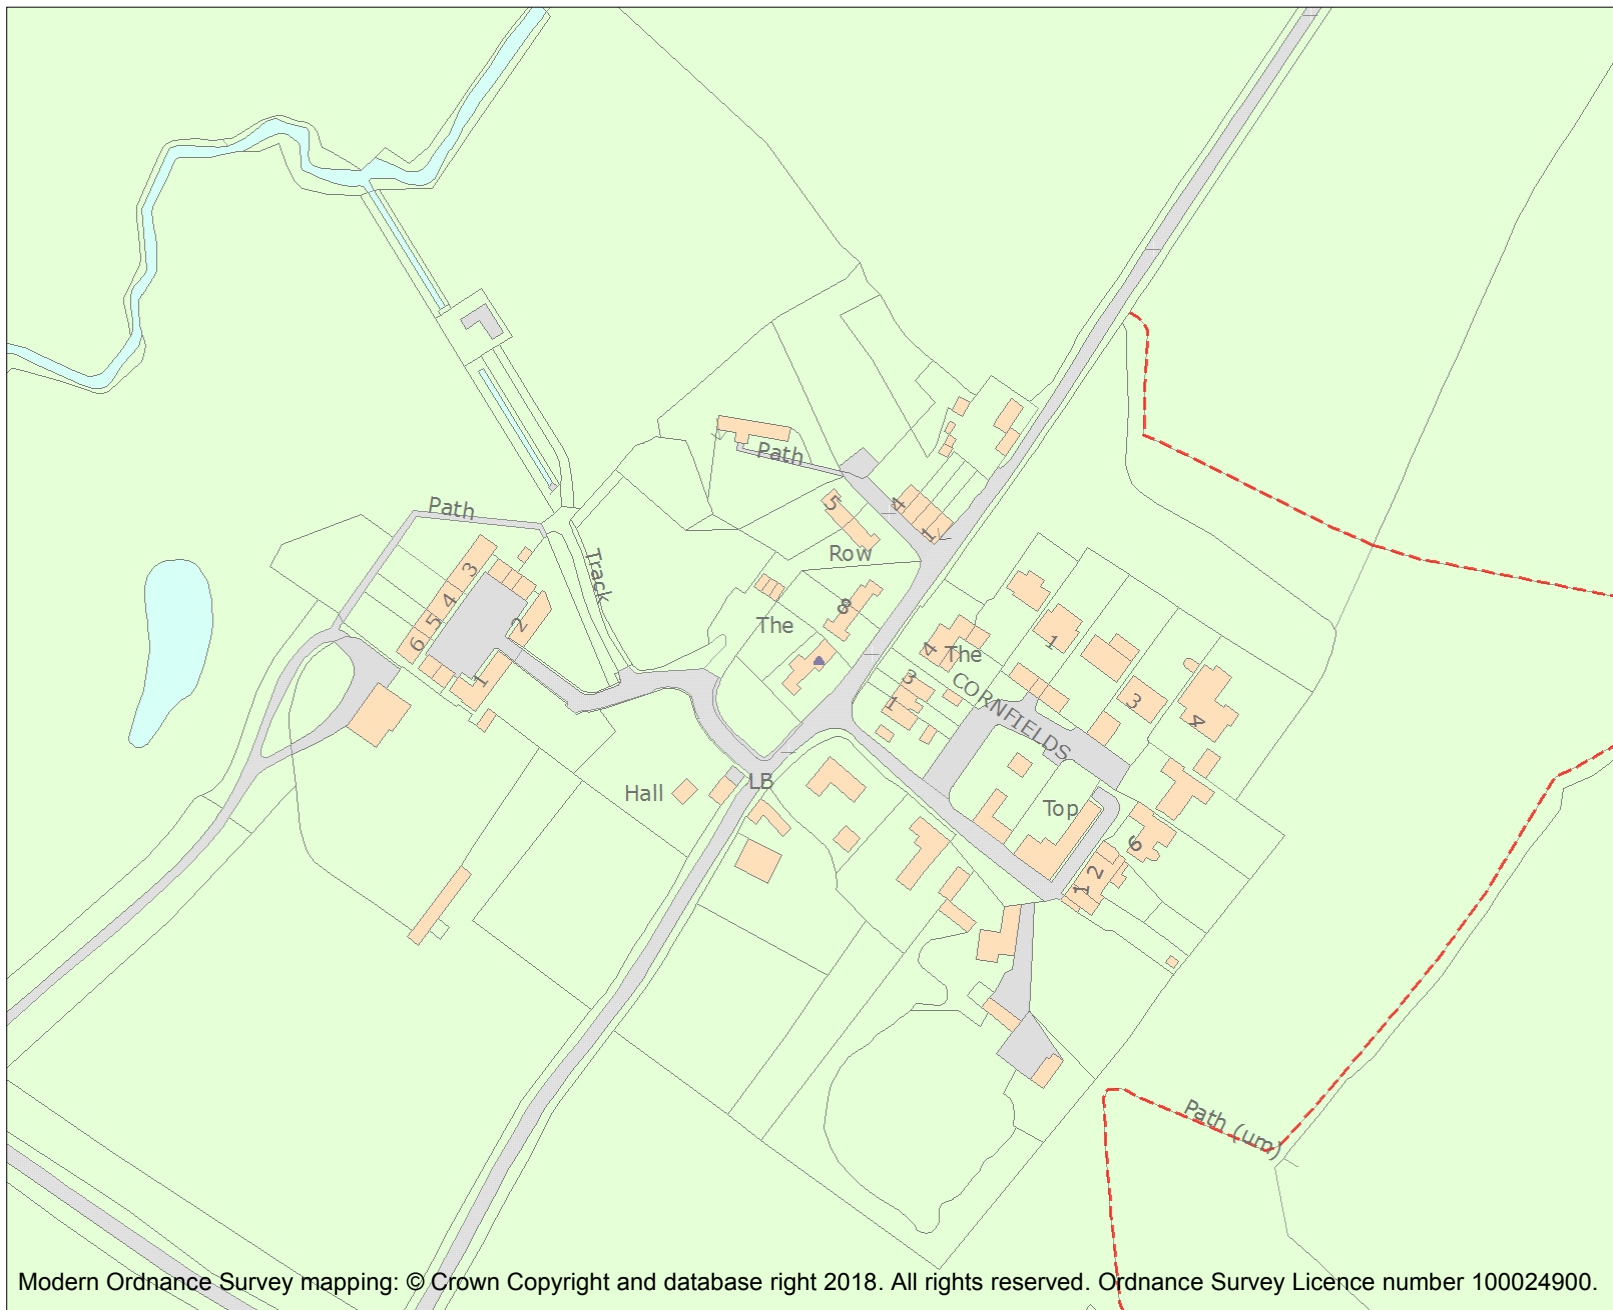 Path
5
4
1
Path
Row
Track
3
4
5
6
2
1
8
The
1
4
The
3
1
CORNFIELDS
3
4
LB
Hall
Top
6
2
1
Path (um)
Modern Ordnance Survey mapping: © Crown Copyright and database right 2018. All rights reserved. Ordnance Survey Licence number 100024900.